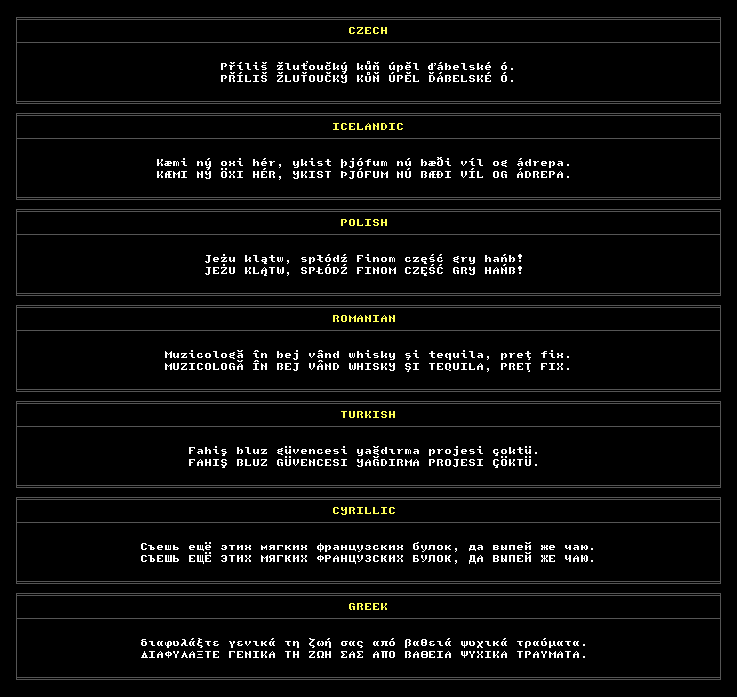 CZECH
Příliš žluťoučký kůň úpěl ďábelské ó.
PŘÍLIŠ ŽLUŤOUČKÝ KŮŇ ÚPĚL ĎÁBELSKÉ Ó.
ICELANDIC
Kæmi ný öxi hér, ykist þjófum nú bæði víl og ádrepa.
KÆMI NÝ ÖXI HÉR, YKIST ÞJÓFUM NÚ BÆÐI VÍL OG ÁDREPA.
POLISH
Jeżu klątw, spłódź Finom część gry hańb!
JEŻU KLĄTW, SPŁÓDŹ FINOM CZĘŚĆ GRY HAŃB!
ROMANIAN
Muzicologă în bej vând whisky şi tequila, preţ fix.
MUZICOLOGĂ ÎN BEJ VÂND WHISKY ŞI TEQUILA, PREŢ FIX.
TURKISH
Fahiş bluz güvencesi yağdırma projesi çöktü.
FAHIŞ BLUZ GÜVENCESI YAĞDIRMA PROJESI ÇÖKTÜ.
CYRILLIC
Съешь ещё этих мягких французских булок, да выпей же чаю.
СЪЕШЬ ЕЩЁ ЭТИХ МЯГКИХ ФРАНЦУЗСКИХ БУЛОК, ДА ВЫПЕЙ ЖЕ ЧАЮ.
GREEK
διαφυλάξτε γενικά τη ζωή σας από βαθειά ψυχικά τραύματα.
ΔΙΑΦΥΛΑΞΤΕ ΓΕΝΙΚΑ ΤΗ ΖΩΗ ΣΑΣ ΑΠΟ ΒΑΘΕΙΑ ΨΥΧΙΚΑ ΤΡΑΥΜΑΤΑ.